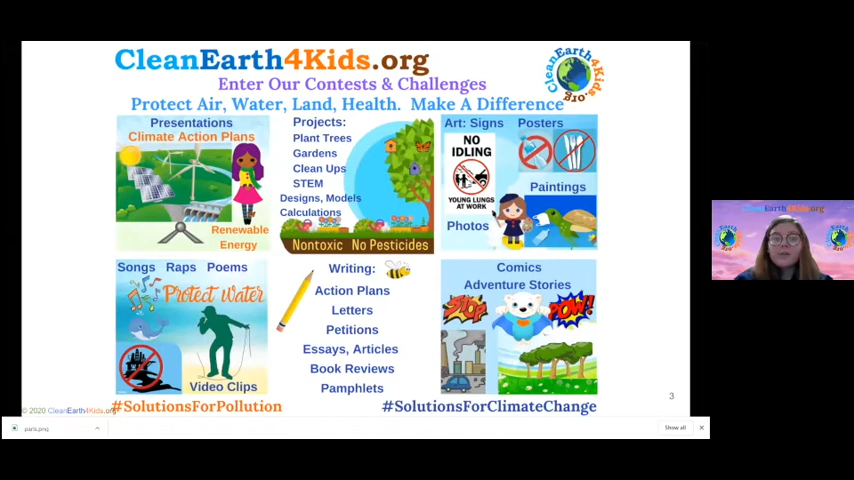 CleanEarth4Kids.org
Enter Our Contests & Challenges
Protect Air, Water, Land, Health. Make A Difference
CleanEarth4Kids.org
Presentations
Climate Action Plans
Renewable
Energy
Projects:
Plant Trees
Gardens
Clean Ups
STEM
Designs, Models
Calculations
Nontoxic No Pesticides
Art: Signs Posters
NO
IDLING
YOUNG LUNGS
AT WORK
Paintings
Photos
Songs Raps Poems
Protect Water
Video Clips
Writing:
Action Plans
Letters
Petitions
Essays, Articles
Book Reviews
Pamphlets
Comics
Adventure Stories
STOP
POW!!
3
© 2020 CleanEarth4Kids.org
#SolutionsForPollution
#SolutionsForClimateChange
paris.png
Show all
CleanEarth4Kids.org